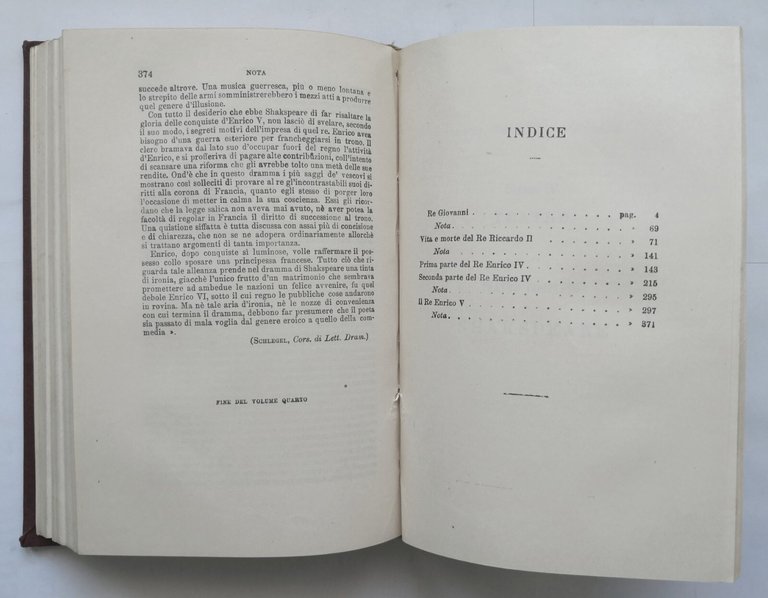 374 NOTA
succede altrove. Una musica guerresca, più o meno lontana e
lo strepito delle armi somministrerebbero i mezzi atti a produrre
quel genere d'illusione.
Con tutto il desiderio che ebbe Shakspeare di far risaltare la
gloria delle conquiste d'Enrico V, non lasciò di svelare, secondo
il suo modo, i segreti motivi dell'impresa di quel re. Enrico avea
bisogno d'una guerra esteriore per francheggiarsi in trono. Il
clero bramava dal lato suo d'occupar fuori del regno l'attività
d'Enrico, e si profferiva di pagare alte contribuzioni, coll'intento
di scansare una riforma che gli avrebbe tolto una metà delle sue
rendite. Ond'è che in questo dramma i più saggi de' vescovi si
mostrano così solleciti di provare al re gl'incontrastabili suoi di-
ritti alla corona di Francia, quanto egli stesso di porger loro
l'occasione di metter in calma la sua coscienza. Essi gli ricor-
dano che la legge salica non aveva mai avuto, nè aver potea la
facoltà di regolar in Francia il diritto di successione al trono.
Una quistione siffatta è tutta discussa con assai più di concisione
e di chiarezza, che non se ne adopera ordinariamente allorchè
si trattano argomenti di tanta importanza.
Enrico, dopo conquiste sì luminose, volle raffermare il pos-
sesso collo sposare una principessa francese. Tutto ciò che ri-
guarda tale alleanza prende nel dramma di Shakspeare una tinta
di ironia, giacchè l'unico frutto d'un matrimonio che sembrava
promettere ad ambedue le nazioni un felice avvenire, fu quel
debole Enrico VI, sotto il cui regno le pubbliche cose andarono
in rovina. Ma nè tale aria d'ironia, nè le nozze di convenienza
con cui termina il dramma, debbono far presumere che il poeta
sia passato di mala voglia dal genere eroico a quello della com-
media ».
(SCHLEGEL, Cors. di Lett. Dram.)
FINE DEL VOLUME QUARTO
INDICE
Re Giovanni . . . . . . . . . . pag. 4
Nota . . . . . . . . . . » 69
Vita e morte del Re Riccardo II . . . . . . » 71
Nota . . . . . . . . . . » 141
Prima parte del Re Enrico IV . . . . . . . » 143
Seconda parte del Re Enrico IV . . . . . . » 215
Nota . . . . . . . . . . » 295
Il Re Enrico V . . . . . . . . . . » 297
Nota . . . . . . . . . . » 371